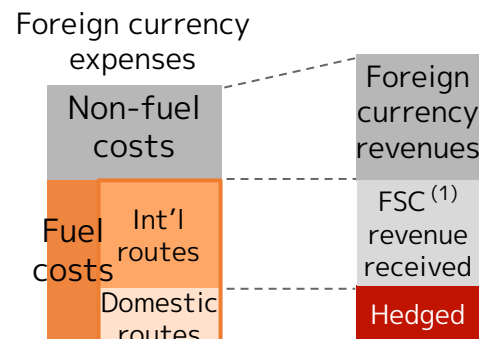 Foreign currency
expenses
Non-fuel
costs
Fuel
costs
Int'l
routes
Domestic
routes
Foreign
currency
revenues
FSC (1)
revenue
received
Hedged